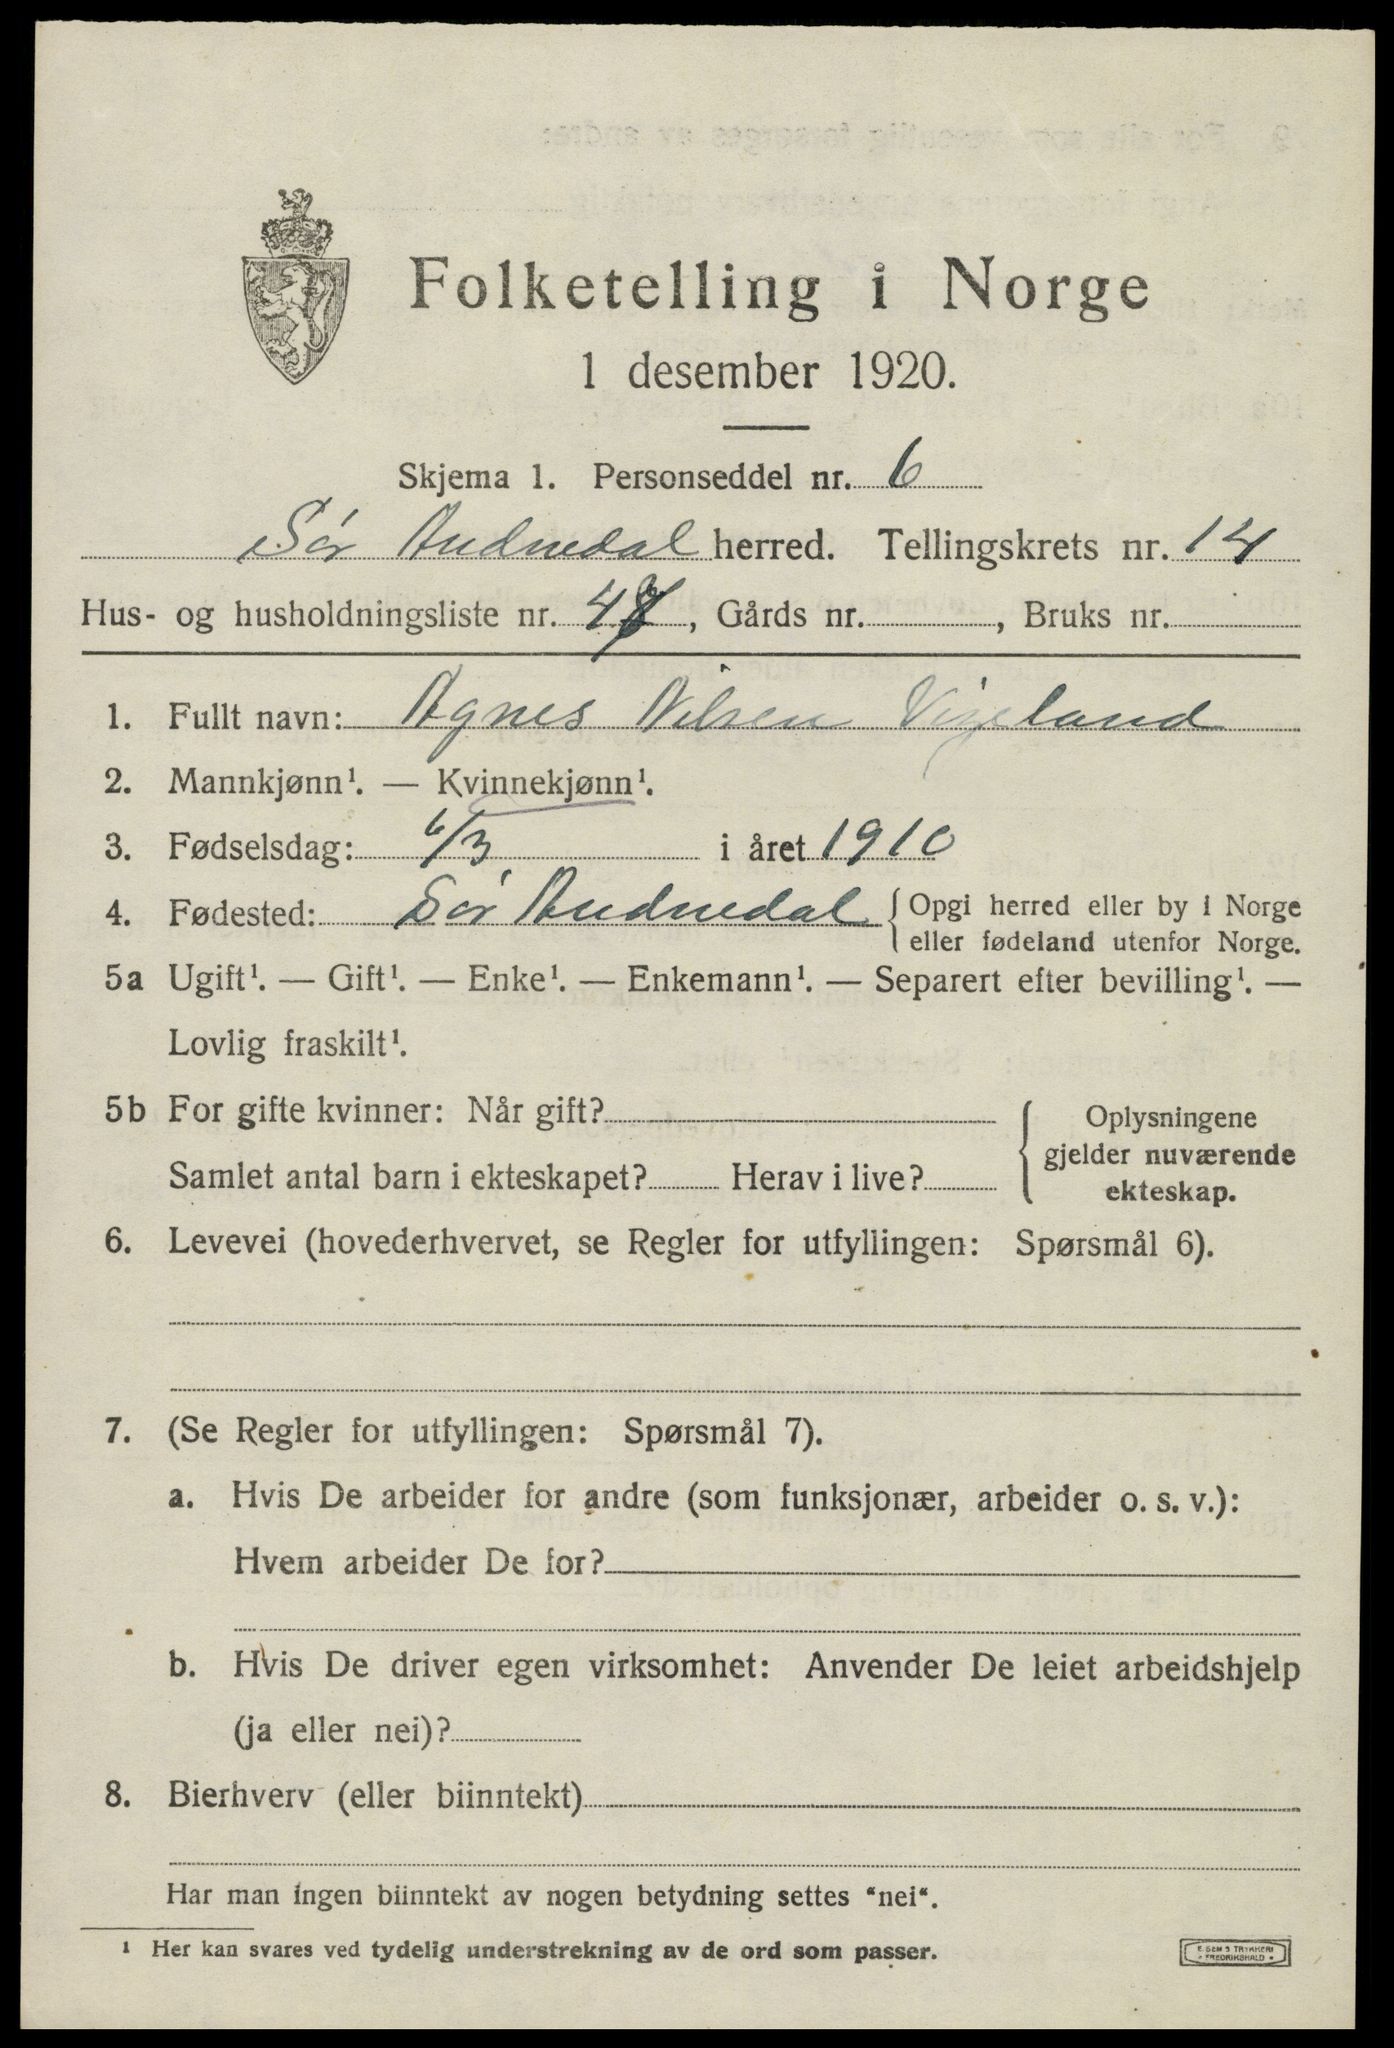 Folketelling i Norge
1 desember 1920.
Skjema 1. Personseddel nr. 6
Sør Audnedal herred. Tellingskrets nr. 14
Hus- og husholdningsliste nr. 47, Gårds nr. , Bruks nr.
1. Fullt navn: Agnes Nilsen Vigeland
2. Mannkjønn¹. — Kvinnekjønn¹.
3. Fødselsdag: 6/3 i året 1910
4. Fødested: Sør Audnedal { Opgi herred eller by i Norge
eller fødeland utenfor Norge.
5a Ugift¹. — Gift¹. — Enke¹. — Enkemann¹. — Separert efter bevilling¹. —
Lovlig fraskilt¹.
5b For gifte kvinner: Når gift?
Samlet antal barn i ekteskapet? Herav i live?
{ Oplysningene
gjelder nuværende
ekteskap.
6. Levevei (hovederhvervet, se Regler for utfyllingen: Spørsmål 6).
7. (Se Regler for utfyllingen: Spørsmål 7).
a. Hvis De arbeider for andre (som funksjonær, arbeider o. s. v.):
Hvem arbeider De for?
b. Hvis De driver egen virksomhet: Anvender De leiet arbeidshjelp
(ja eller nei)?
8. Bierhverv (eller biinntekt)
Har man ingen biinntekt av nogen betydning settes "nei".
¹ Her kan svares ved tydelig understrekning av de ord som passer.
TRYKKERI
FREDRIKSHALD